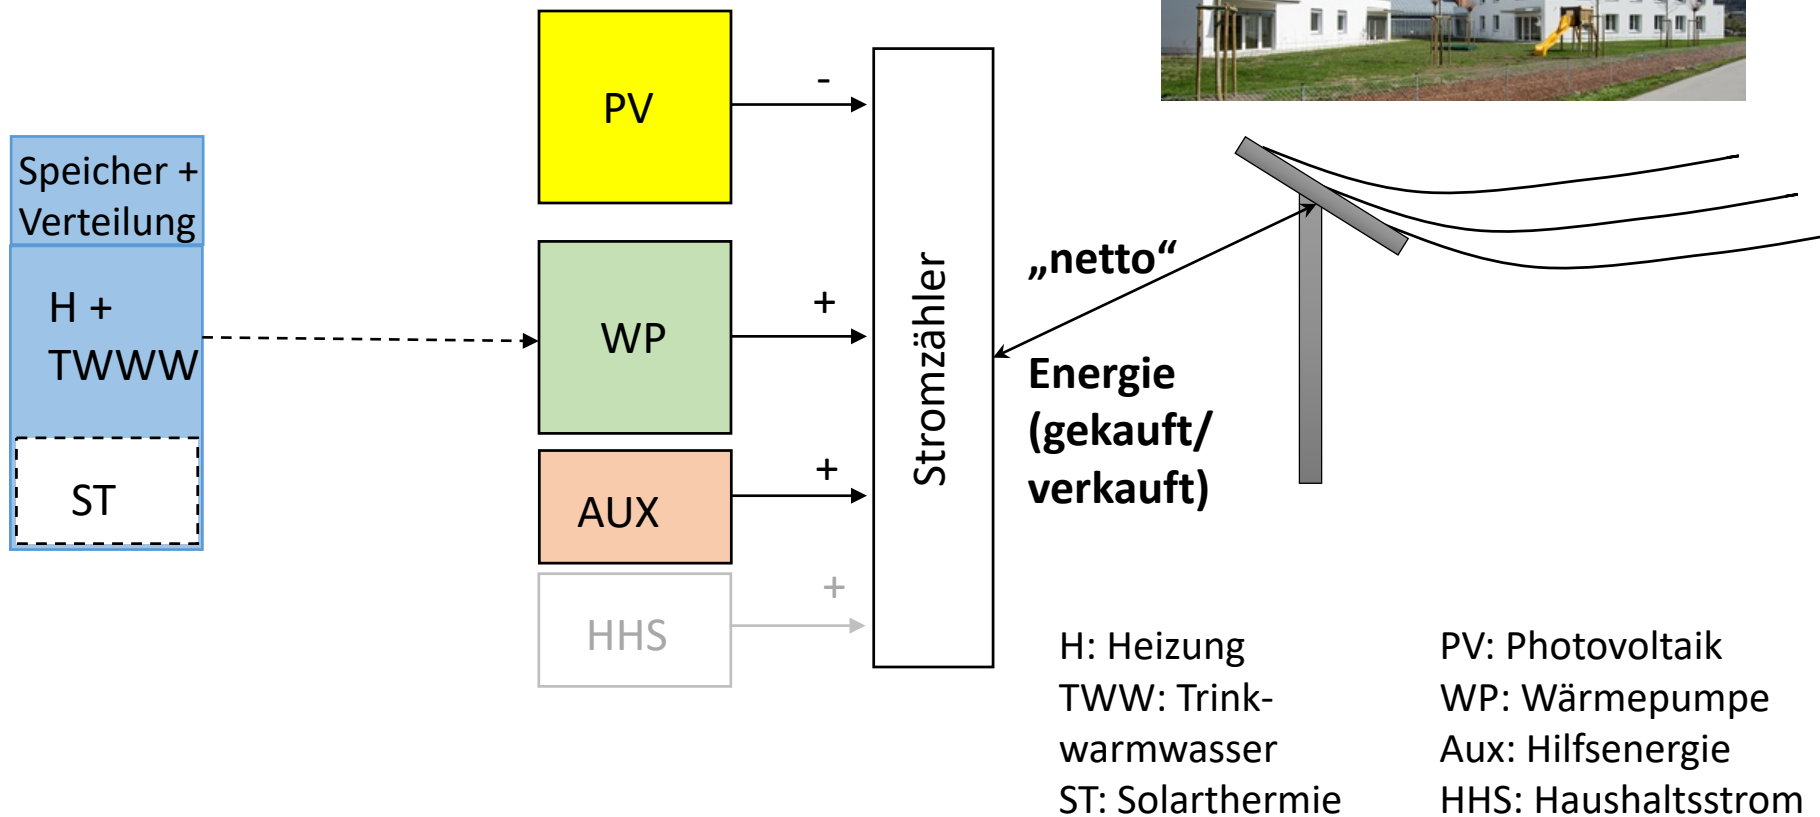 Speicher +
Verteilung
H +
TWWW
ST
PV
WP
AUX
HHS
-
+
+
+
Stromzähler
„netto“
Energie
(gekauft/
verkauft)
H: Heizung
TWW: Trink-
warmwasser
ST: Solarthermie
PV: Photovoltaik
WP: Wärmepumpe
Aux: Hilfsenergie
HHS: Haushaltsstrom